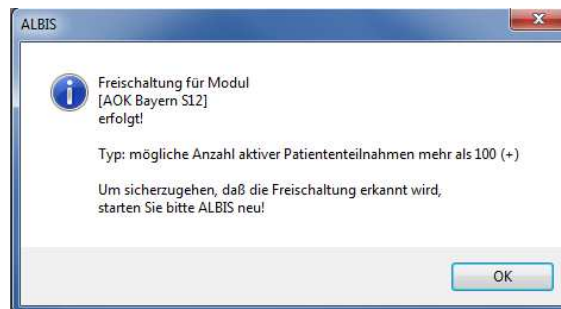 ALBIS
Freischaltung für Modul
[AOK Bayern S12]
erfolgt!
Typ: mögliche Anzahl aktiver Patiententeilnahmen mehr als 100 (+)
Um sicherzugehen, daß die Freischaltung erkannt wird,
starten Sie bitte ALBIS neu!
OK